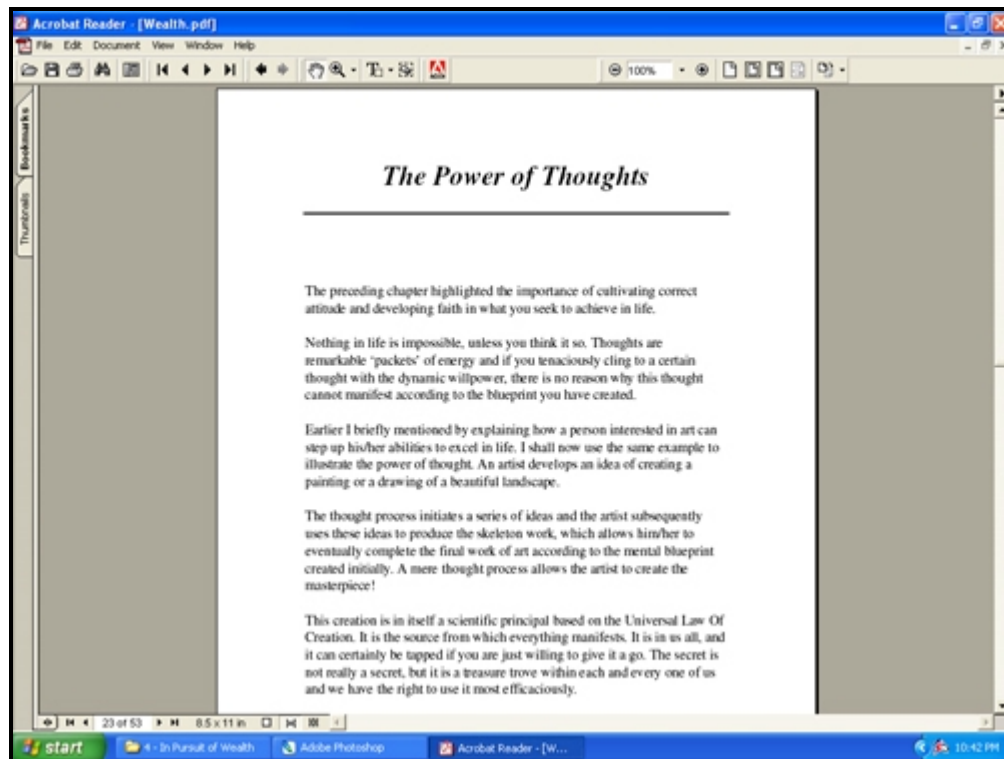 Acrobat Reader - [Wealth.pdf]
File Edit Document View Window Help
100%
Bookmarks
Thumbnails
The Power of Thoughts
The preceding chapter highlighted the importance of cultivating correct
attitude and developing faith in what you seek to achieve in life.
Nothing in life is impossible, unless you think it so. Thoughts are
remarkable 'packets' of energy and if you tenaciously cling to a certain
thought with the dynamic willpower, there is no reason why this thought
cannot manifest according to the blueprint you have created.
Earlier I briefly mentioned by explaining how a person interested in art can
step up his/her abilities to excel in life. I shall now use the same example to
illustrate the power of thought. An artist develops an idea of creating a
painting or a drawing of a beautiful landscape.
The thought process initiates a series of ideas and the artist subsequently
uses these ideas to produce the skeleton work, which allows him/her to
eventually complete the final work of art according to the mental blueprint
created initially. A mere thought process allows the artist to create the
masterpiece!
This creation is in itself a scientific principal based on the Universal Law Of
Creation. It is the source from which everything manifests. It is in us all, and
it can certainly be tapped if you are just willing to give it a go. The secret is
not really a secret, but it is a treasure trove within each and every one of us
and we have the right to use it most efficaciously.
23 of 53 8.5 x 11 in
start 4 - In Pursuit of Wealth Adobe Photoshop Acrobat Reader - [W... 10:42 PM